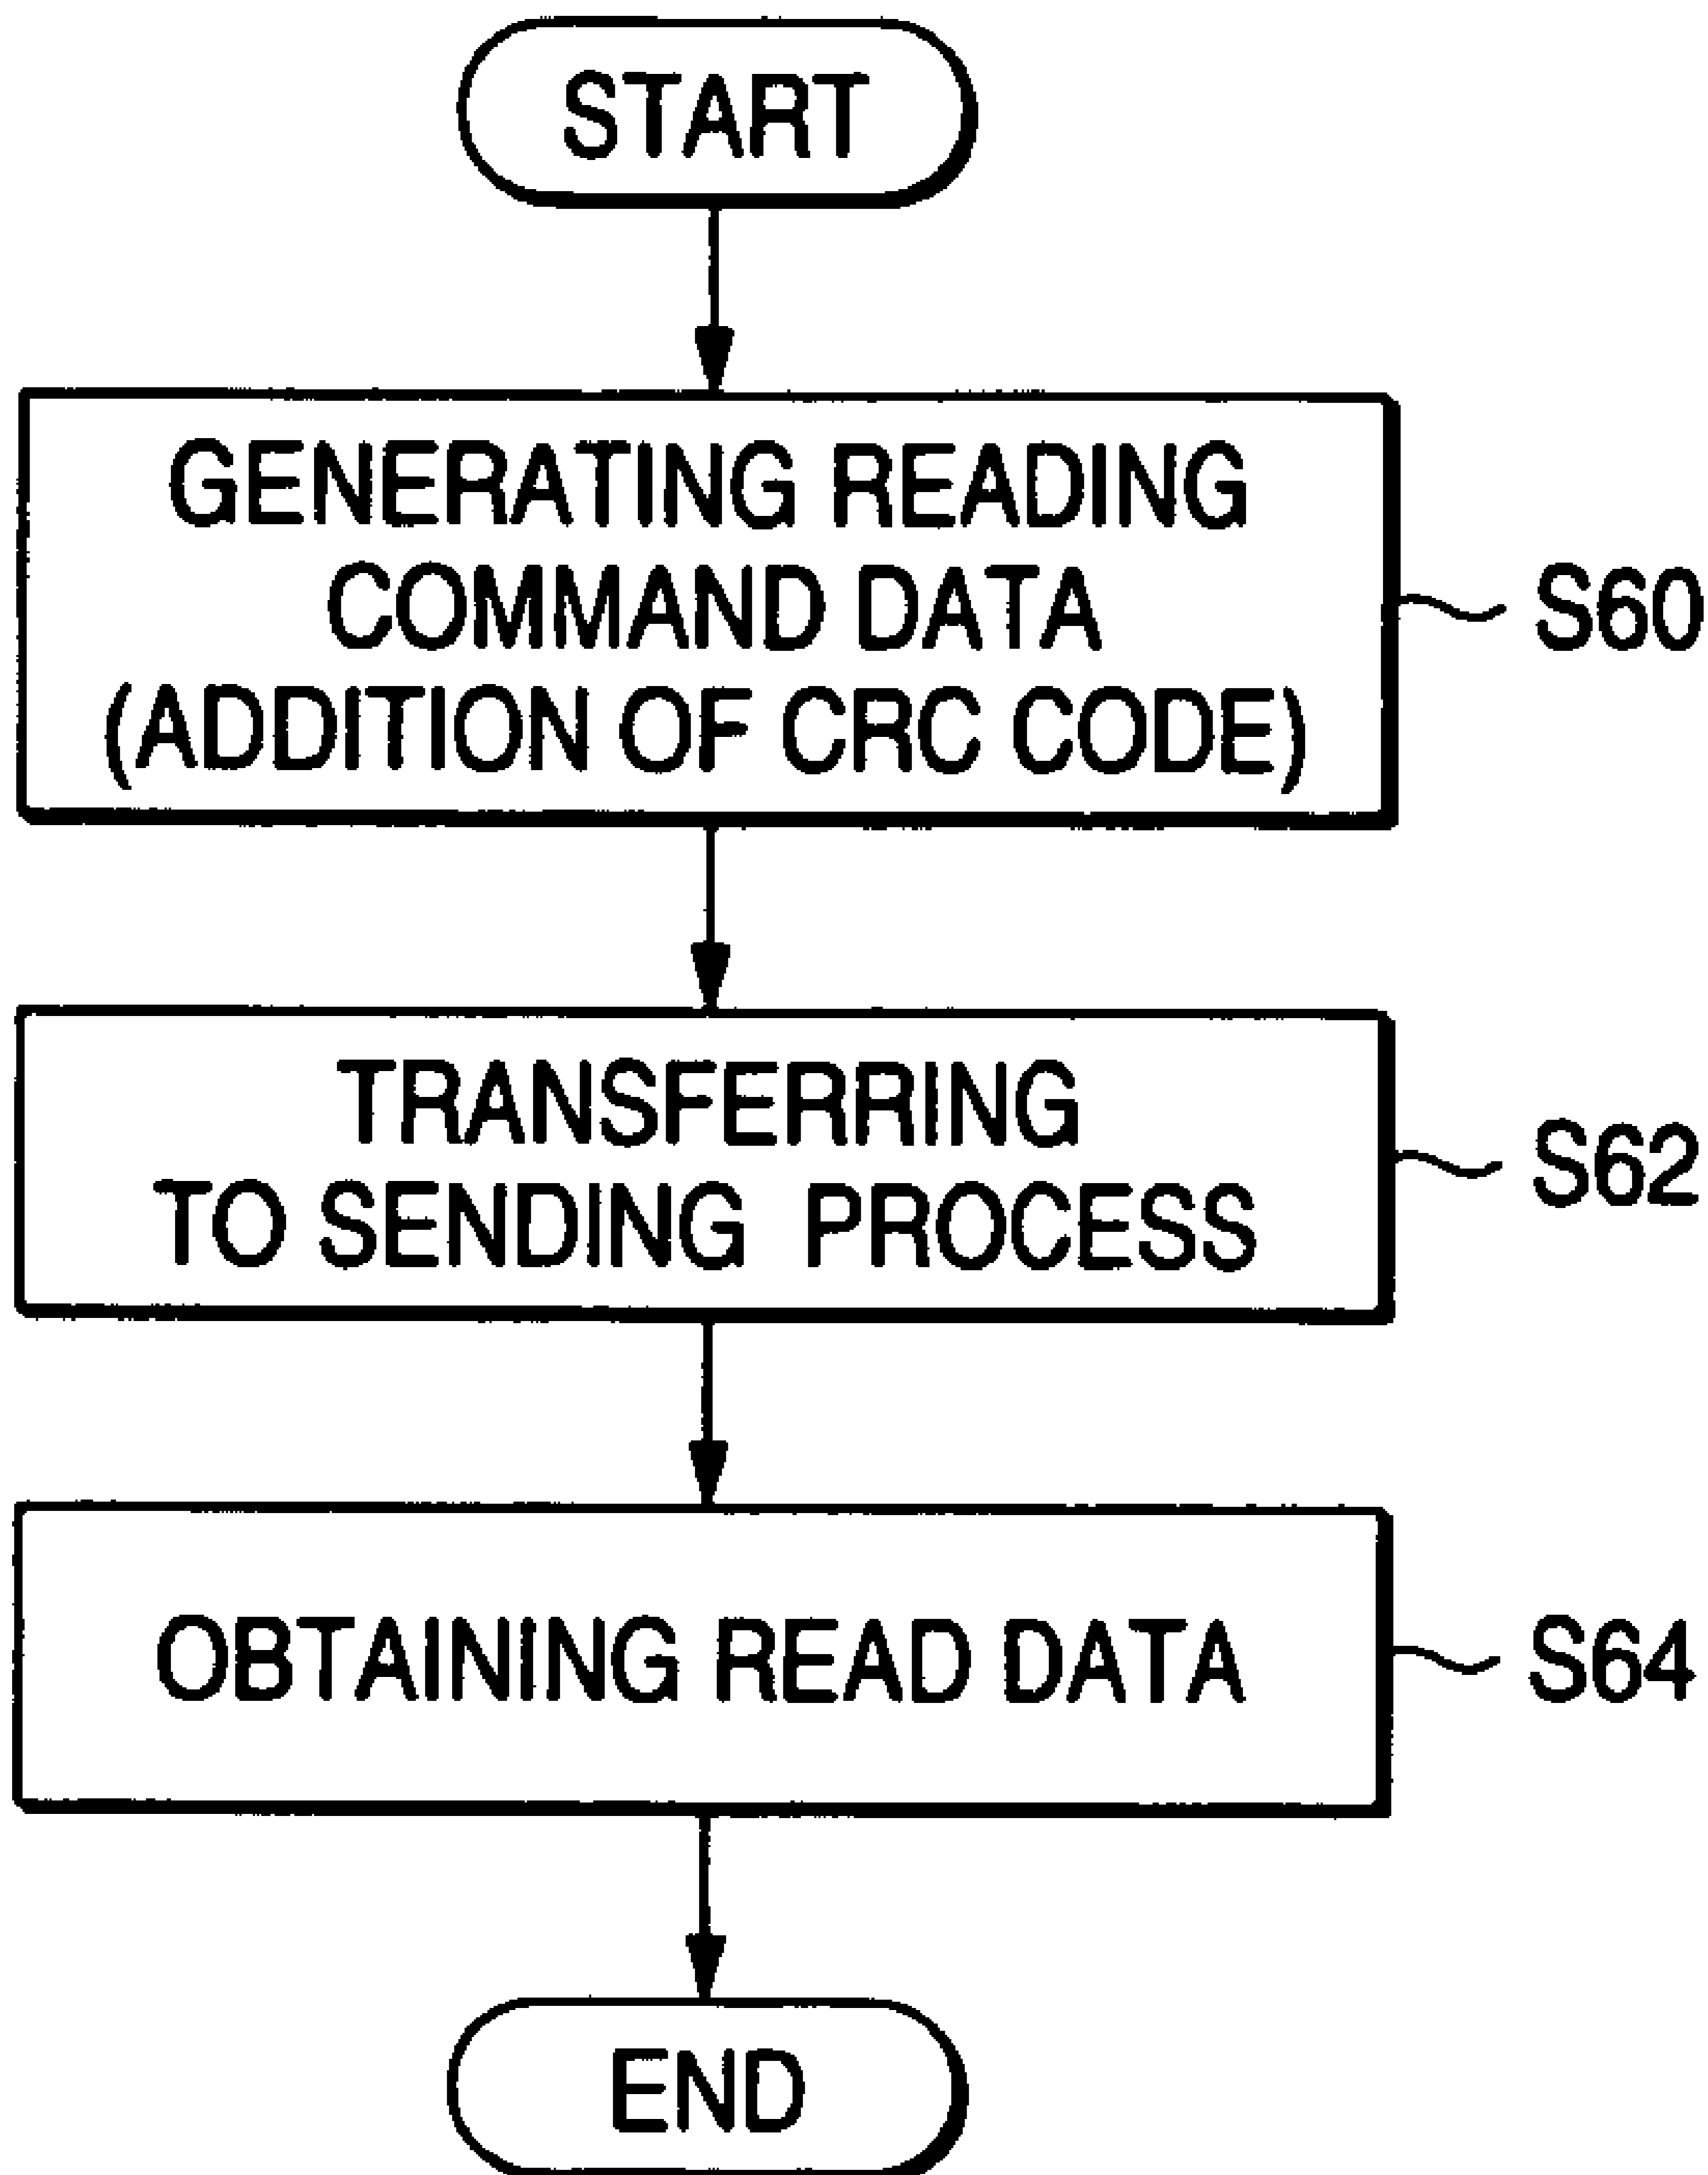 START
GENERATING READING
COMMAND DATA
(ADDITION OF CRC CODE)
S60
TRANSFERRING
TO SENDING PROCESS
S62
OBTAINING READ DATA
S64
END